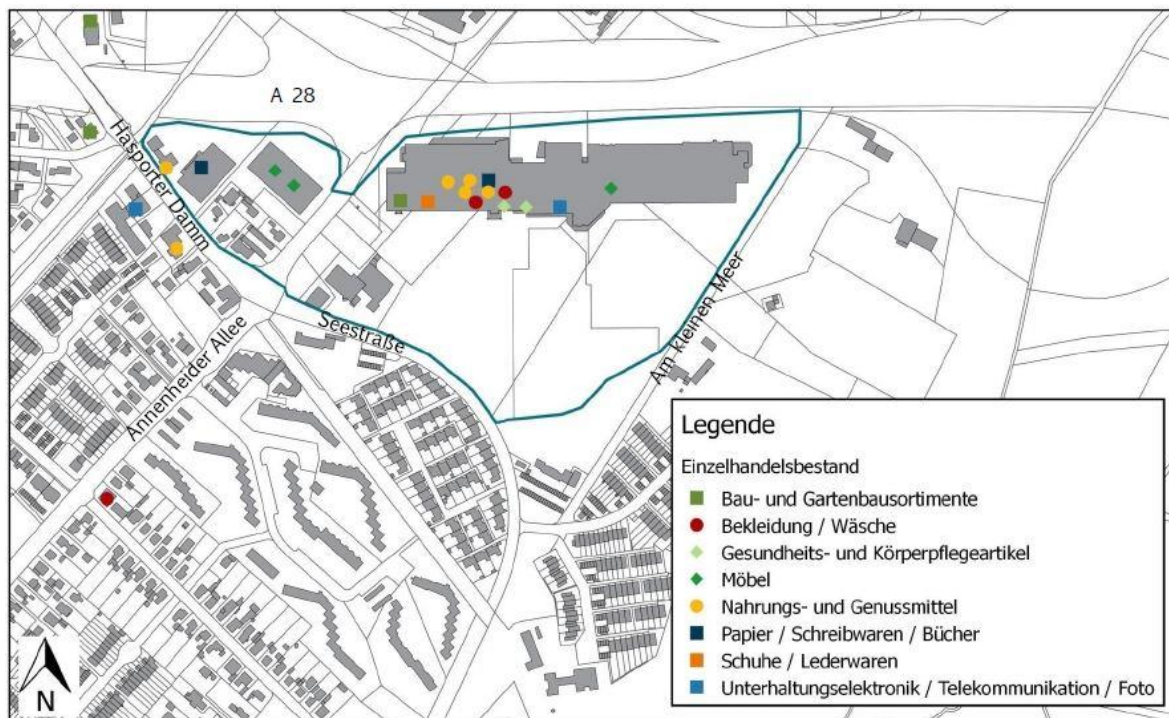 A 28
Hasporter Damm
Seestraße
Annenheider Allee
Am kleinen Meer
Legende
Einzelhandelsbestand
Bau- und Gartenbausortimente
Bekleidung / Wäsche
Gesundheits- und Körperpflegeartikel
Möbel
Nahrungs- und Genussmittel
Papier / Schreibwaren / Bücher
Schuhe / Lederwaren
Unterhaltungselektronik / Telekommunikation / Foto
N